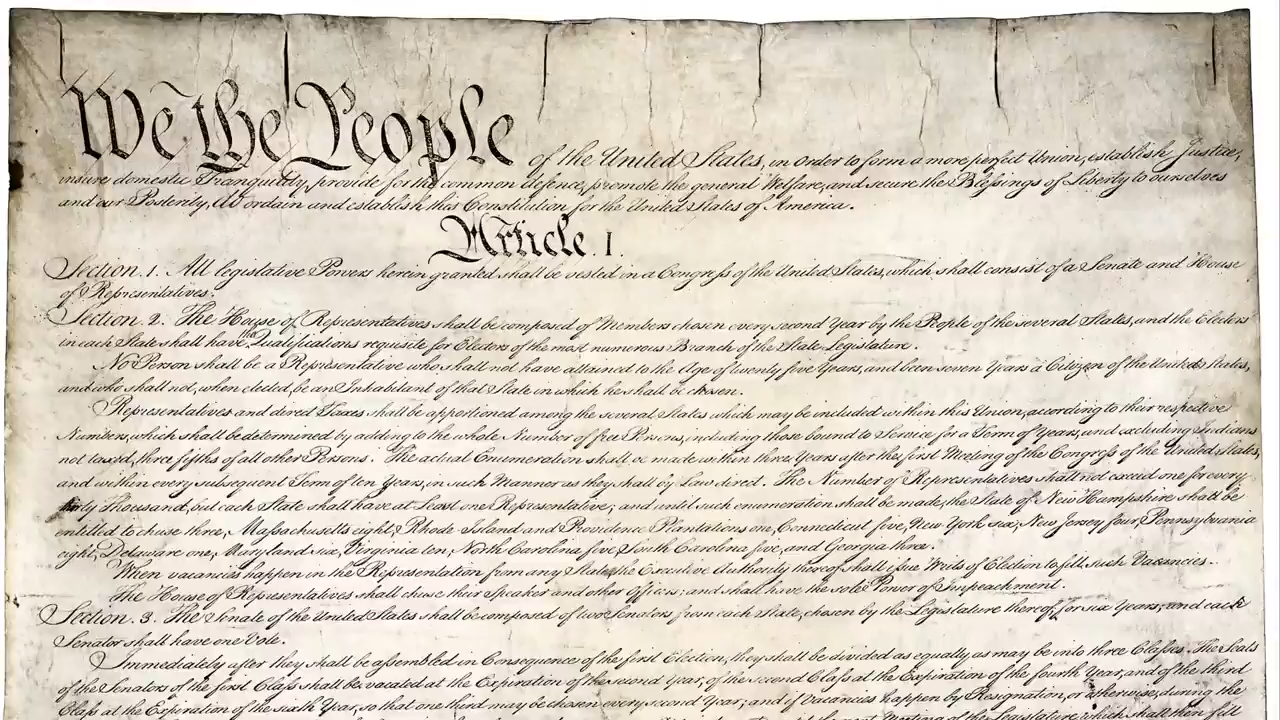 We the People of the United States, in Order to form a more perfect Union, establish Justice,
insure domestic Tranquility, provide for the common defence, promote the general Welfare, and secure the Blessings of Liberty to ourselves
and our Posterity, do ordain and establish this Constitution for the United States of America.
Article. I.
Section. 1. All legislative Powers herein granted shall be vested in a Congress of the United States, which shall consist of a Senate and House
of Representatives.
Section. 2. The House of Representatives shall be composed of Members chosen every second Year by the People of the several States, and the Electors
in each State shall have the Qualifications requisite for Electors of the most numerous Branch of the State Legislature.
No Person shall be a Representative who shall not have attained to the Age of twenty five Years, and been seven Years a Citizen of the United States,
and who shall not, when elected, be an Inhabitant of that State in which he shall be chosen.
Representatives and direct Taxes shall be apportioned among the several States which may be included within this Union, according to their respective
Numbers, which shall be determined by adding to the whole Number of free Persons, including those bound to Service for a Term of Years, and excluding Indians
not taxed, three fifths of all other Persons. The actual Enumeration shall be made within three Years after the first Meeting of the Congress of the United States,
and within every subsequent Term of ten Years, in such Manner as they shall by Law direct. The Number of Representatives shall not exceed one for every
thirty Thousand, but each State shall have at Least one Representative; and until such enumeration shall be made, the State of New Hampshire shall be
entitled to chuse three, Massachusetts eight, Rhode Island and Providence Plantations one, Connecticut five, New York six, New Jersey four, Pennsylvania
eight, Delaware one, Maryland six, Virginia ten, North Carolina five, South Carolina five, and Georgia three.
When vacancies happen in the Representation from any State, the Executive Authority thereof shall issue Writs of Election to fill such Vacancies.
The House of Representatives shall chuse their Speaker and other Officers; and shall have the sole Power of Impeachment.
Section. 3. The Senate of the United States shall be composed of two Senators from each State, chosen by the Legislature thereof, for six Years; and each
Senator shall have one Vote.
Immediately after they shall be assembled in Consequence of the first Election, they shall be divided as equally as may be into three Classes. The Seats
of the Senators of the first Class shall be vacated at the Expiration of the second Year, of the second Class at the Expiration of the fourth Year, and of the third
Class at the Expiration of the sixth Year, so that one third may be chosen every second Year; and if Vacancies happen by Resignation, or otherwise, during the
Meeting of the Legislature, which shall then fill